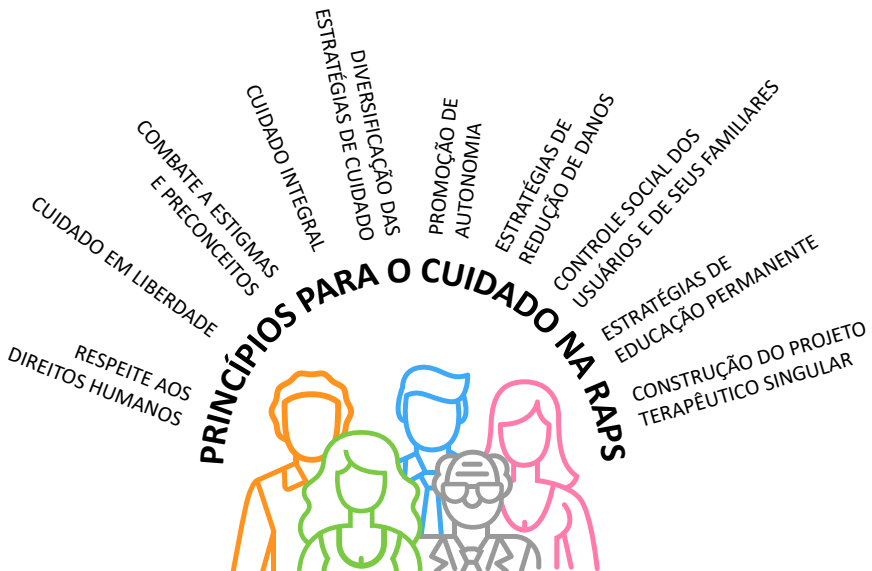 PRINCÍPIOS PARA O CUIDADO NA RAPS
RESPEITE AOS
DIREITOS HUMANOS
CUIDADO EM LIBERDADE
COMBATE A ESTIGMAS
E PRECONCEITOS
CUIDADO INTEGRAL
DIVERSIFICAÇÃO DAS
ESTRATÉGIAS DE CUIDADO
PROMOÇÃO DE
AUTONOMIA
ESTRATÉGIAS DE
REDUÇÃO DE DANOS
CONTROLE SOCIAL DOS
USUÁRIOS E DE SEUS FAMILIARES
ESTRATÉGIAS DE
EDUCAÇÃO PERMANENTE
CONSTRUÇÃO DO PROJETO
TERAPÊUTICO SINGULAR